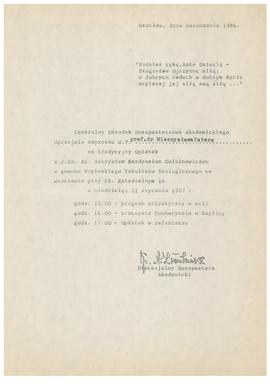 Wrocław, Boże Narodzenie 1986.
"Podnieś rękę, Boże Dziecię -
Błogosław Ojczyznę miłą;
w dobrych radach w dobrym bycie
wspieraj jej siłę swą siłą ..."
Centralny Ośrodek Duszpasterstwa Akademickiego
Uprzejmie zaprasza W.P. prof.dr Mieczysława Paterę
na tradycyjny Opłatek
z J.Em. Ks. Henrykiem Kardynałem Gulbinowiczem
w gmachu Papieskiego Fakultetu Teologicznego we
Wrocławiu przy Pl. Katedralnym 14
w niedzielę, 11 stycznia 1987 r.
godz. 15.00 - program artystyczny w auli
godz. 16.00 - uroczysta Eucharystia w kaplicy
godz. 17.00 - Opłatek w refektarzu
Diecezjalny Duszpasterz
Akademicki